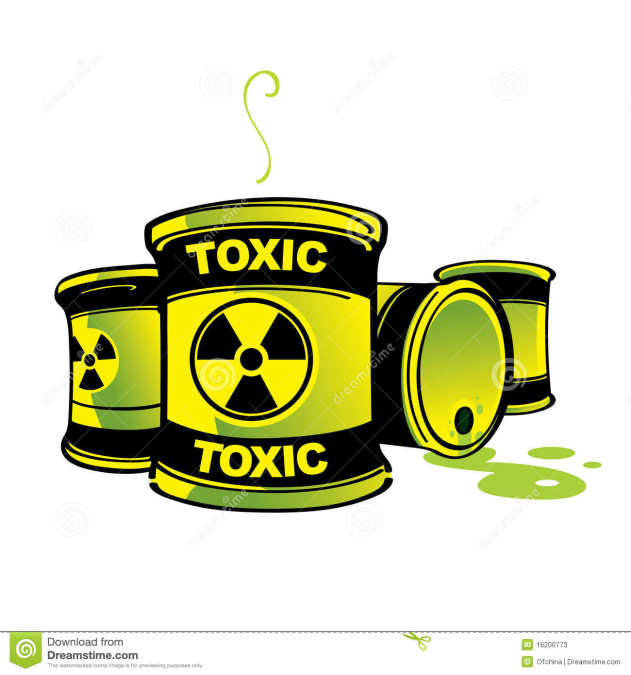 TOXIC
TOXIC
Download from
Dreamstime.com
This watermarked comp image is for previewing purposes only.
ID 16200773
© Ofchina | Dreamstime.com